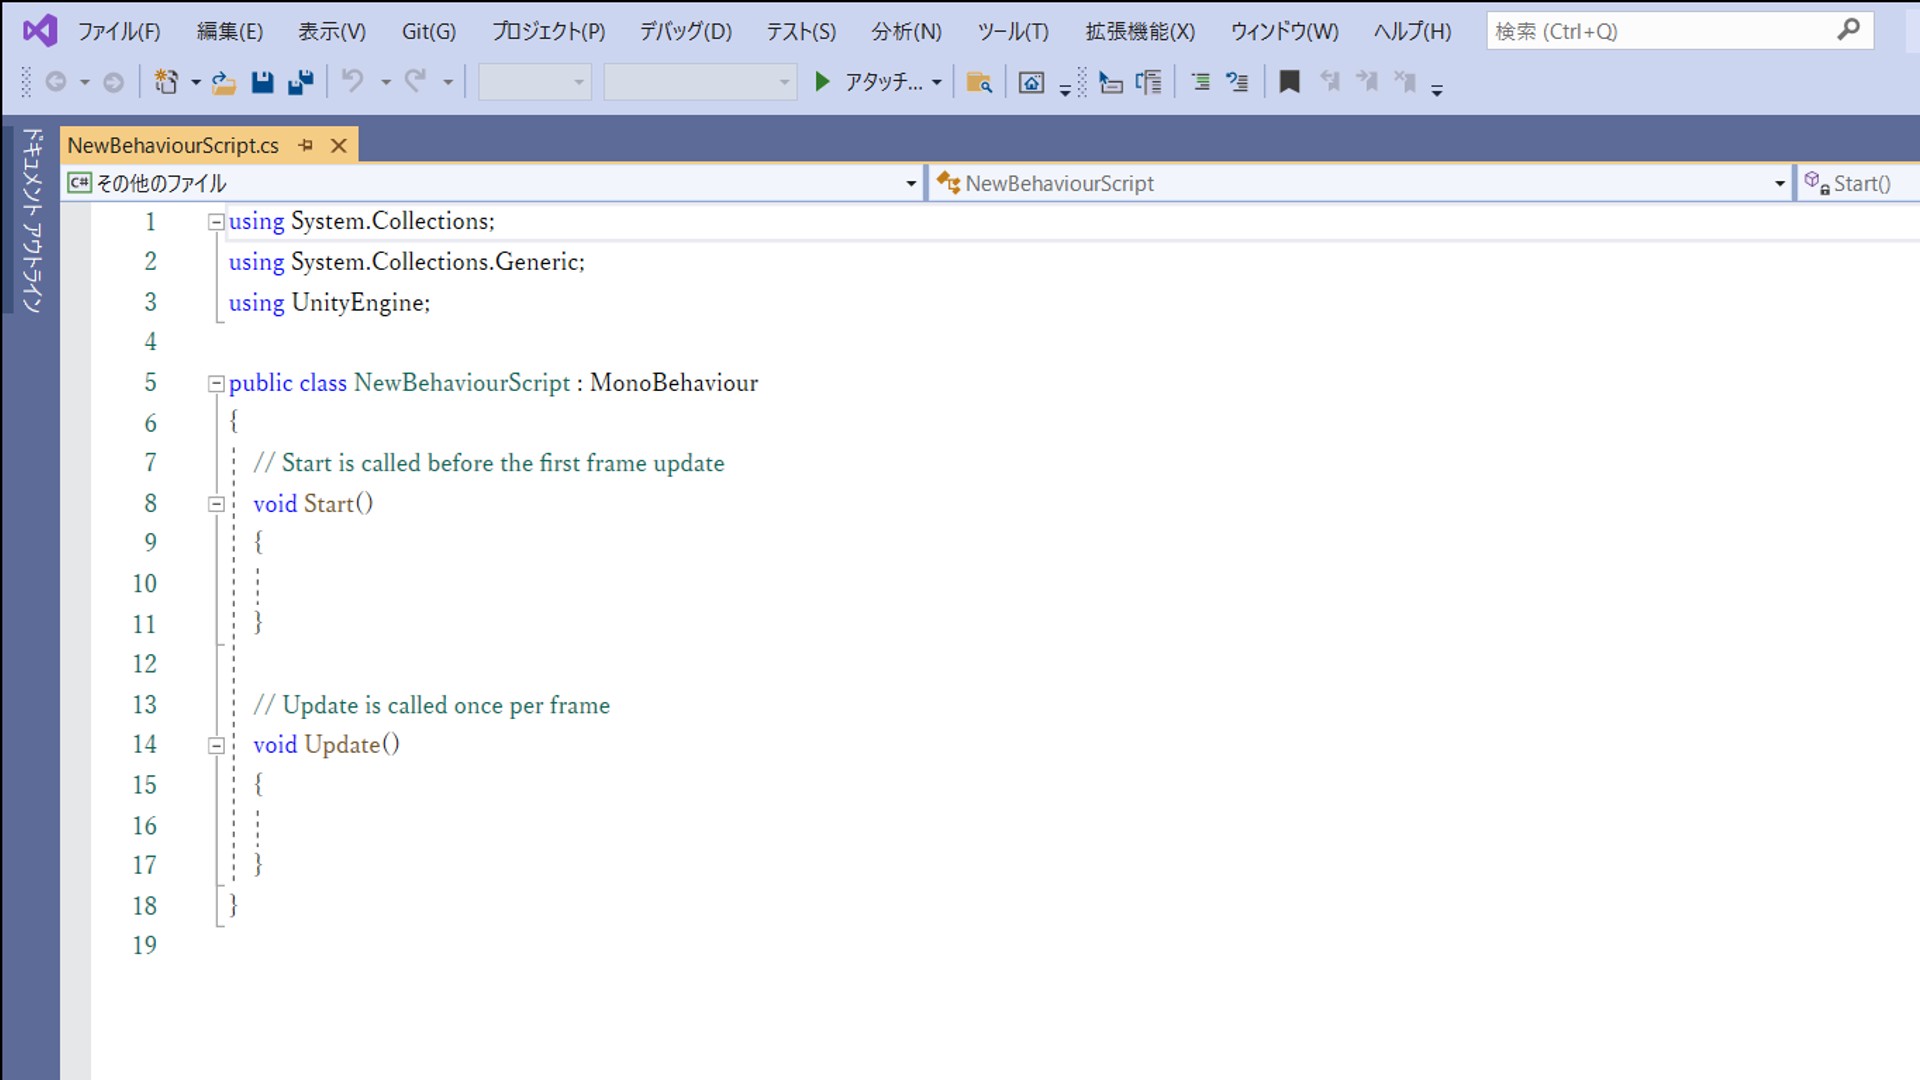 ファイル(F) 編集(E) 表示(V) Git(G) プロジェクト(P) デバッグ(D) テスト(S) 分析(N) ツール(T) 拡張機能(X) ウィンドウ(W) ヘルプ(H) 検索 (Ctrl+Q)
アタッチ...
ドキュメント アウトライン
NewBehaviourScript.cs
C# その他のファイル NewBehaviourScript Start()
1 using System.Collections;
2 using System.Collections.Generic;
3 using UnityEngine;
4
5 public class NewBehaviourScript : MonoBehaviour
6 {
7 // Start is called before the first frame update
8 void Start()
9 {
10
11 }
12
13 // Update is called once per frame
14 void Update()
15 {
16
17 }
18 }
19